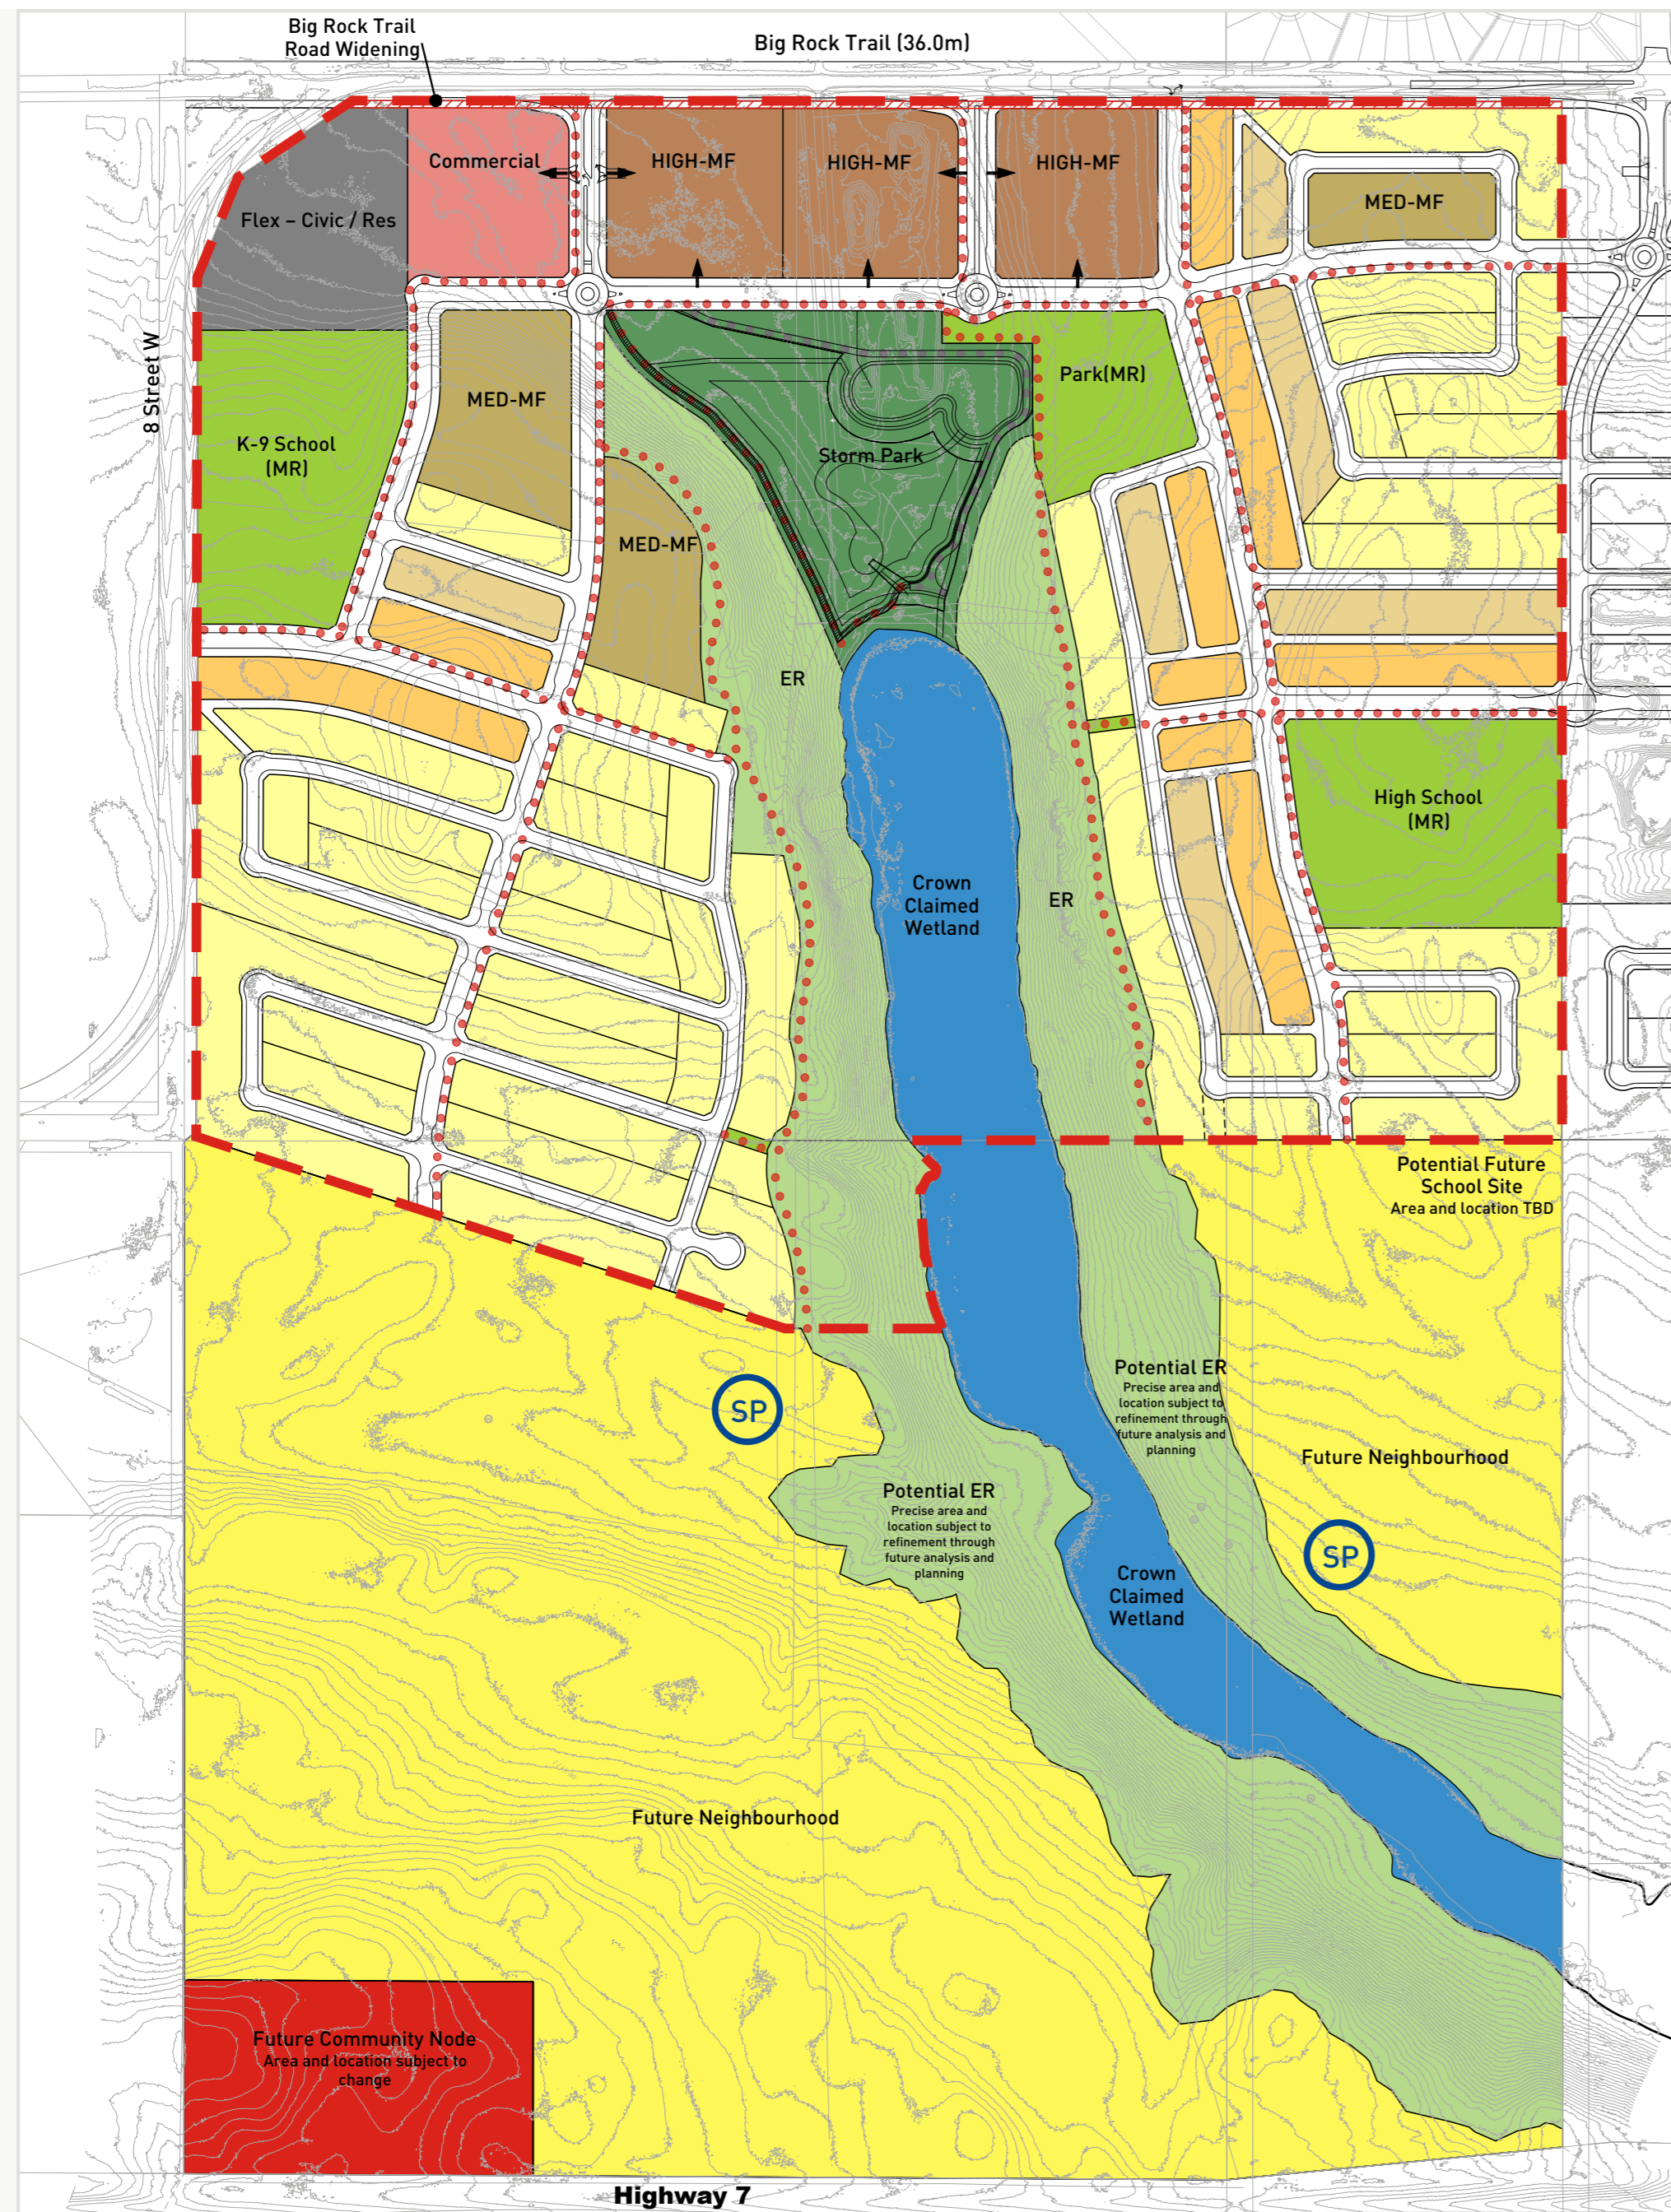 Big Rock Trail
Road Widening
Big Rock Trail (36.0m)
Commercial
HIGH-MF
HIGH-MF
HIGH-MF
MED-MF
Flex – Civic / Res
8 Street W
K-9 School
(MR)
MED-MF
Park(MR)
Storm Park
MED-MF
ER
High School
(MR)
Crown
Claimed
Wetland
ER
Potential Future
School Site
Area and location TBD
SP
Potential ER
Precise area and
location subject to
refinement through
future analysis and
planning
Future Neighbourhood
Potential ER
Precise area and
location subject to
refinement through
future analysis and
planning
SP
Crown
Claimed
Wetland
Future Neighbourhood
Future Community Node
Area and location subject to
change
Highway 7